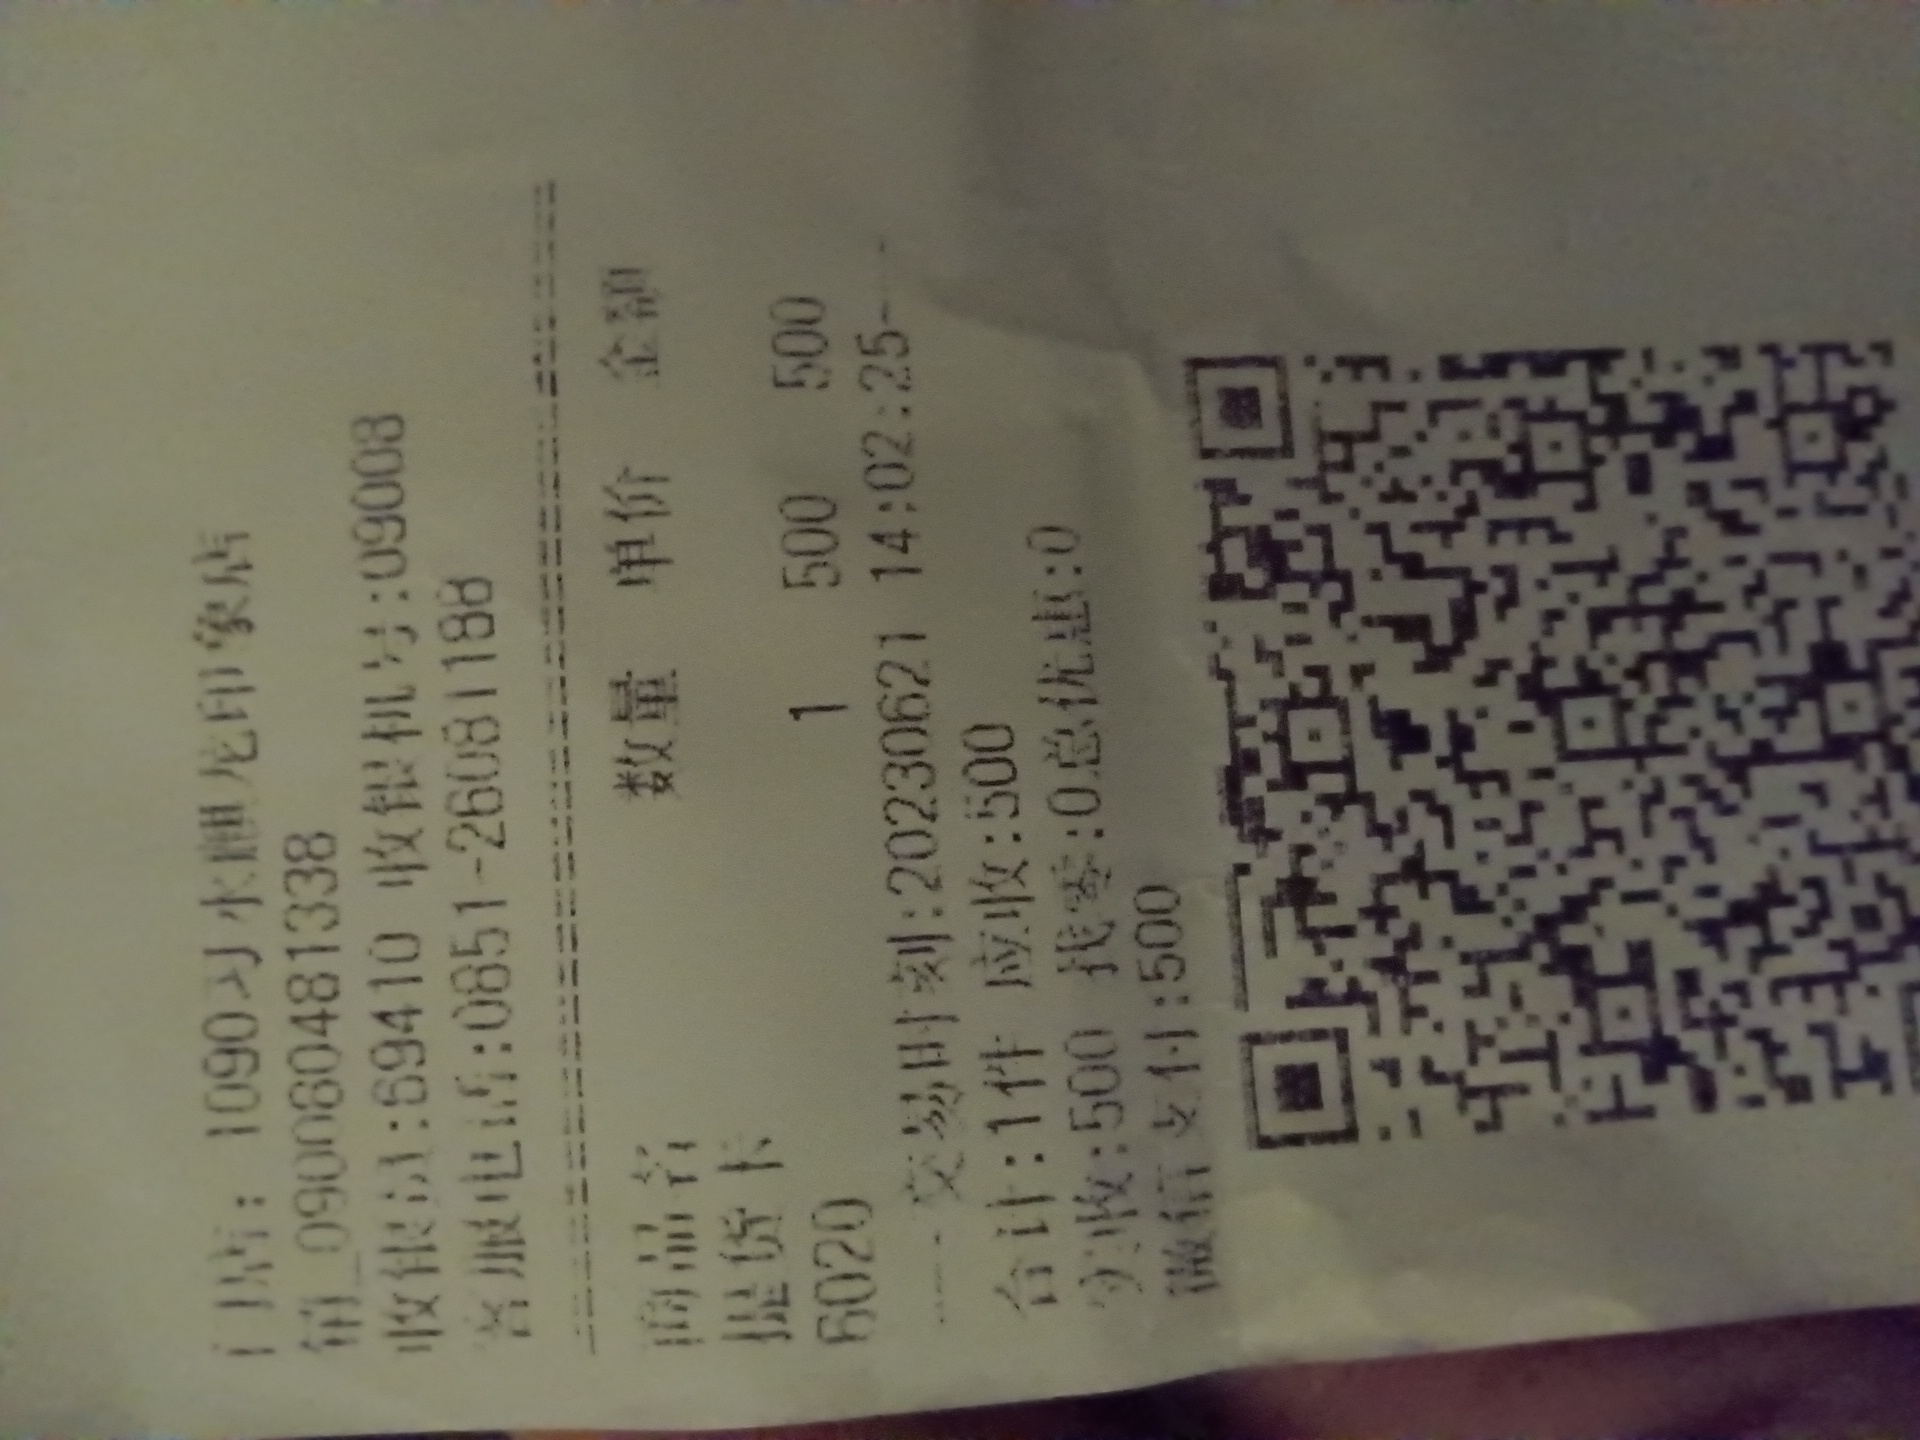 门店: 1090习水麒龙印象店
销_0900804813​38
收银员:69410 收银机号:09008
客服电话:0851-26081188
商品名 数量 单价 金额
提货卡
6020 1 500 500
----交易时刻:20230621 14:02:25----
合计:1件 应收:500
实收:500 找零:0总优惠:0
微信支付:500